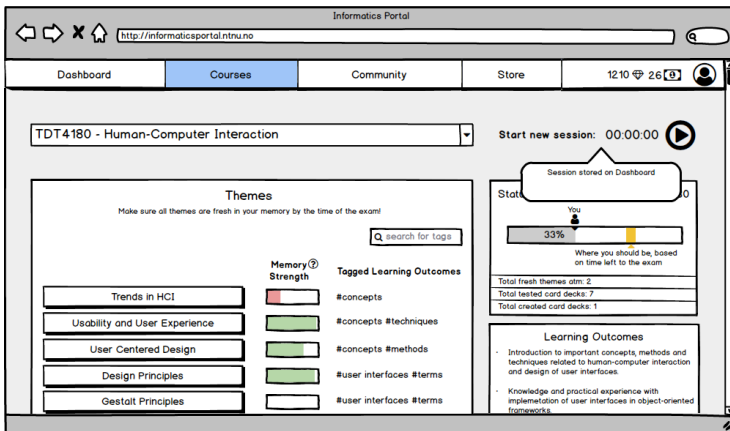 Informatics Portal
http://informaticsportal.ntnu.no
Dashboard
Courses
Community
Store
1210
26
TDT4180 - Human-Computer Interaction
Start new session: 00:00:00
Session stored on Dashboard
Themes
Make sure all themes are fresh in your memory by the time of the exam!
search for tags
Memory ?
Strength
Tagged Learning Outcomes
Trends in HCI
#concepts
Usability and User Experience
#concepts #techniques
User Centered Design
#concepts #methods
Design Principles
#user interfaces #terms
Gestalt Principles
#user interfaces #terms
You
33%
Where you should be, based
on time left to the exam
Total fresh themes atm: 2
Total tested card decks: 7
Total created card decks: 1
Learning Outcomes
· Introduction to important concepts, methods and
techniques related to human-computer interaction
and design of user interfaces.
· Knowledge and practical experience with
implemetation of user interfaces in object-oriented
frameworks.